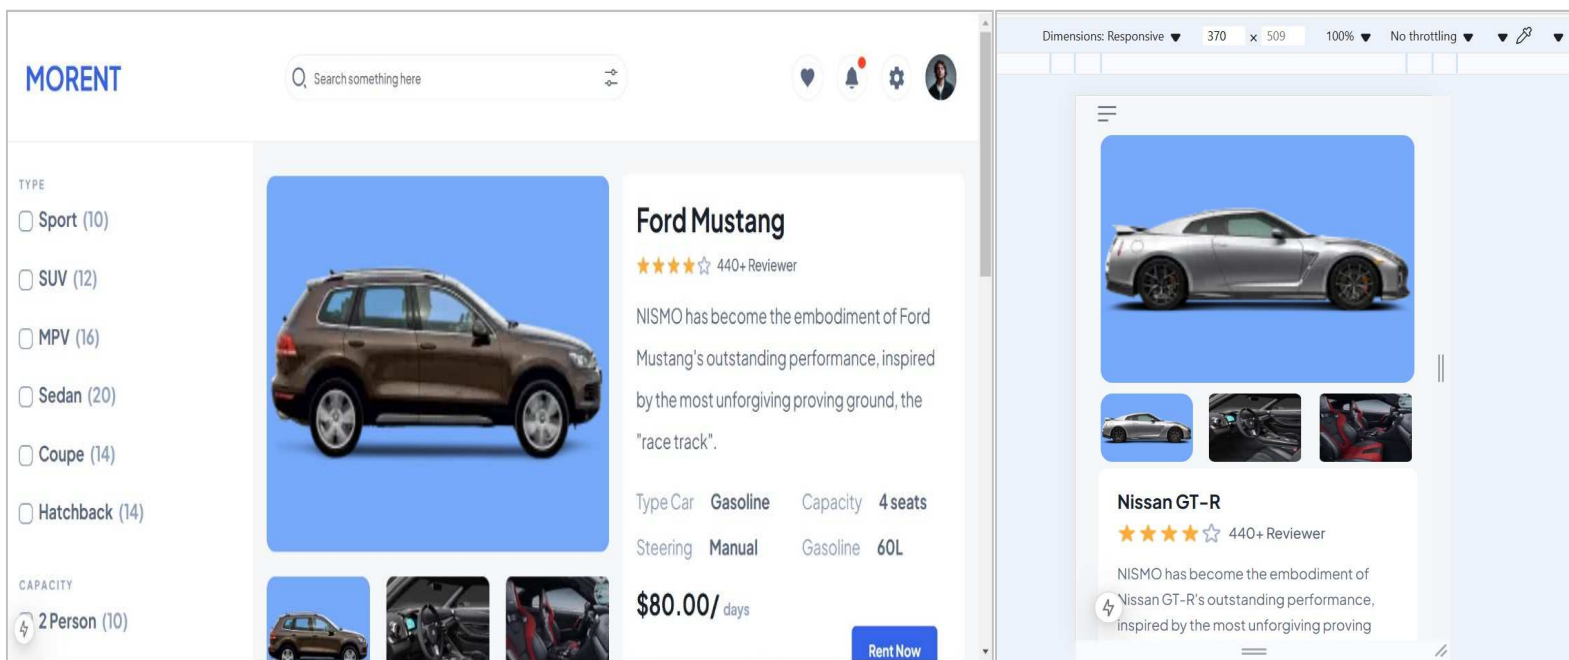 MORENT
Search something here
TYPE
Sport (10)
SUV (12)
MPV (16)
Sedan (20)
Coupe (14)
Hatchback (14)
CAPACITY
2 Person (10)
Ford Mustang
440+ Reviewer
NISMO has become the embodiment of Ford
Mustang's outstanding performance, inspired
by the most unforgiving proving ground, the
"race track".
Type Car Gasoline Capacity 4 seats
Steering Manual Gasoline 60L
$80.00/ days
Rent Now
Dimensions: Responsive 370 x 509 100% No throttling
Nissan GT-R
440+ Reviewer
NISMO has become the embodiment of
Nissan GT-R's outstanding performance,
inspired by the most unforgiving proving